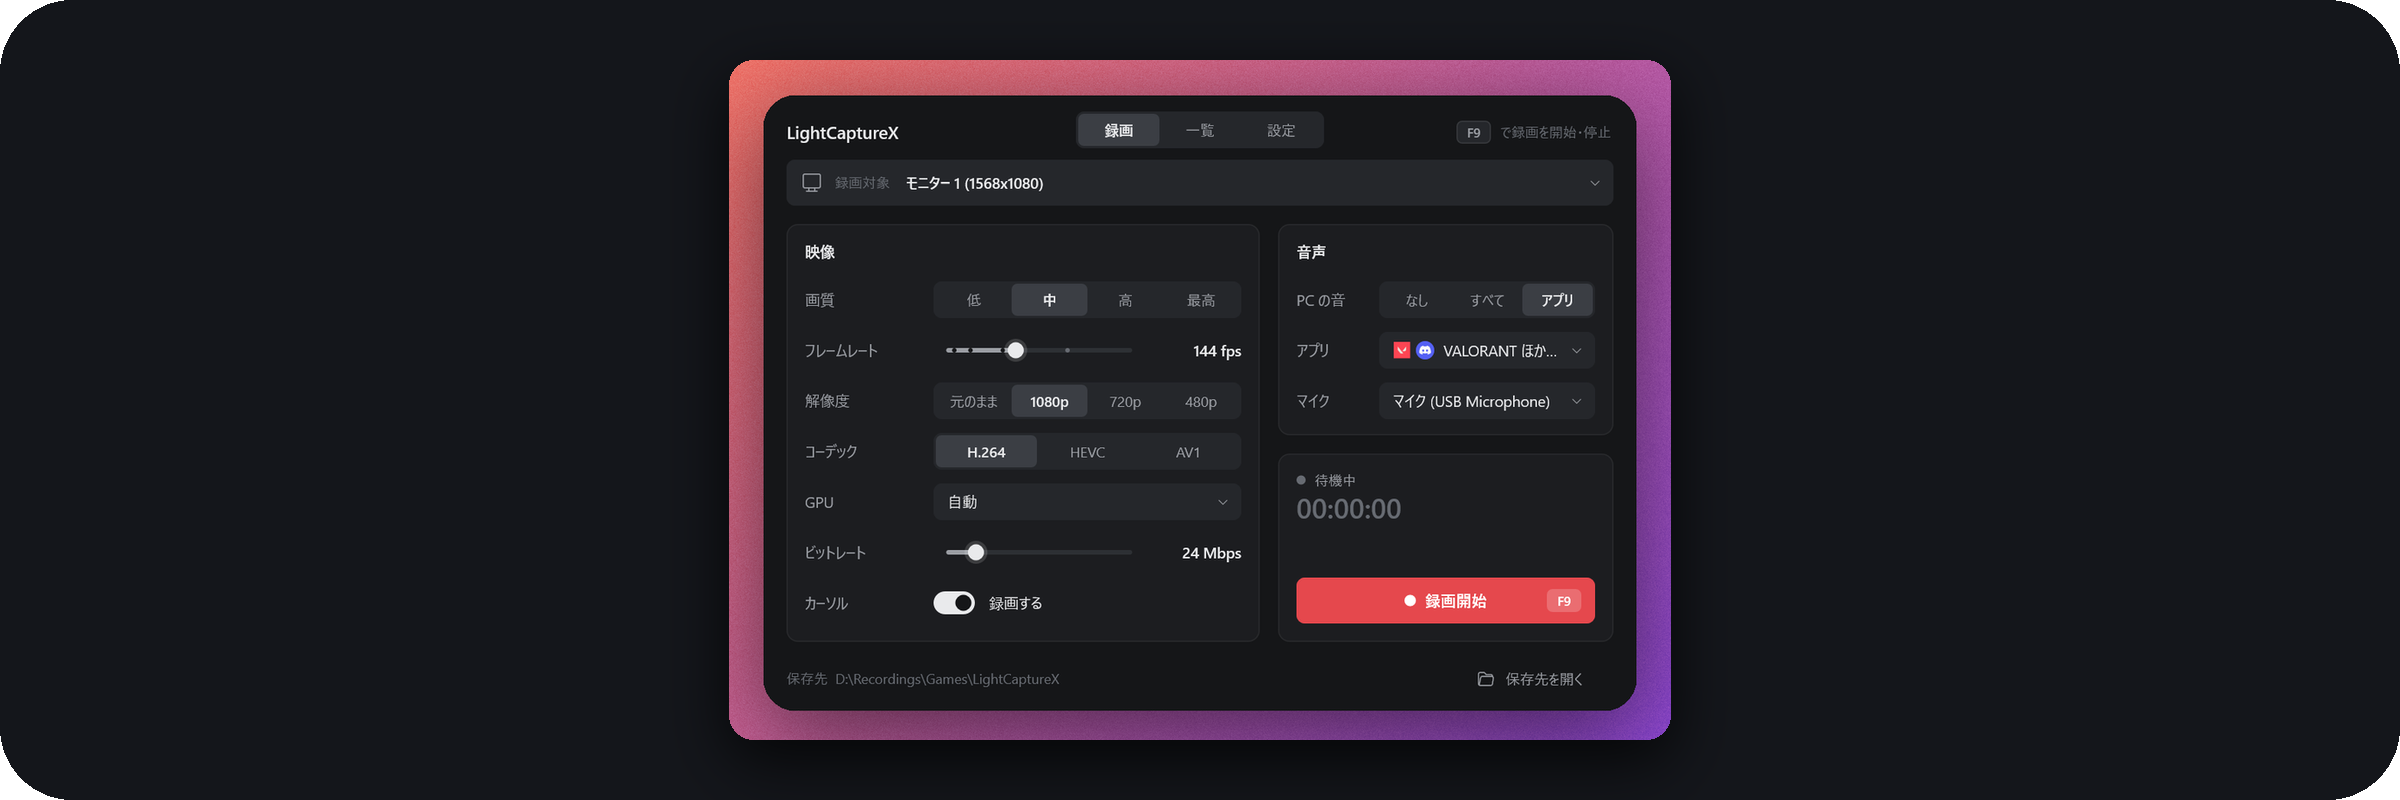 LightCaptureX 録画 一覧 設定 F9 で録画を開始・停止
録画対象 モニター 1 (1568x1080)
映像
画質 低 中 高 最高
フレームレート 144 fps
解像度 元のまま 1080p 720p 480p
コーデック H.264 HEVC AV1
GPU 自動
ビットレート 24 Mbps
カーソル 録画する
音声
PC の音 なし すべて アプリ
アプリ VALORANT ほか...
マイク マイク (USB Microphone)
待機中
00:00:00
録画開始 F9
保存先 D:\Recordings\Games\LightCaptureX 保存先を開く